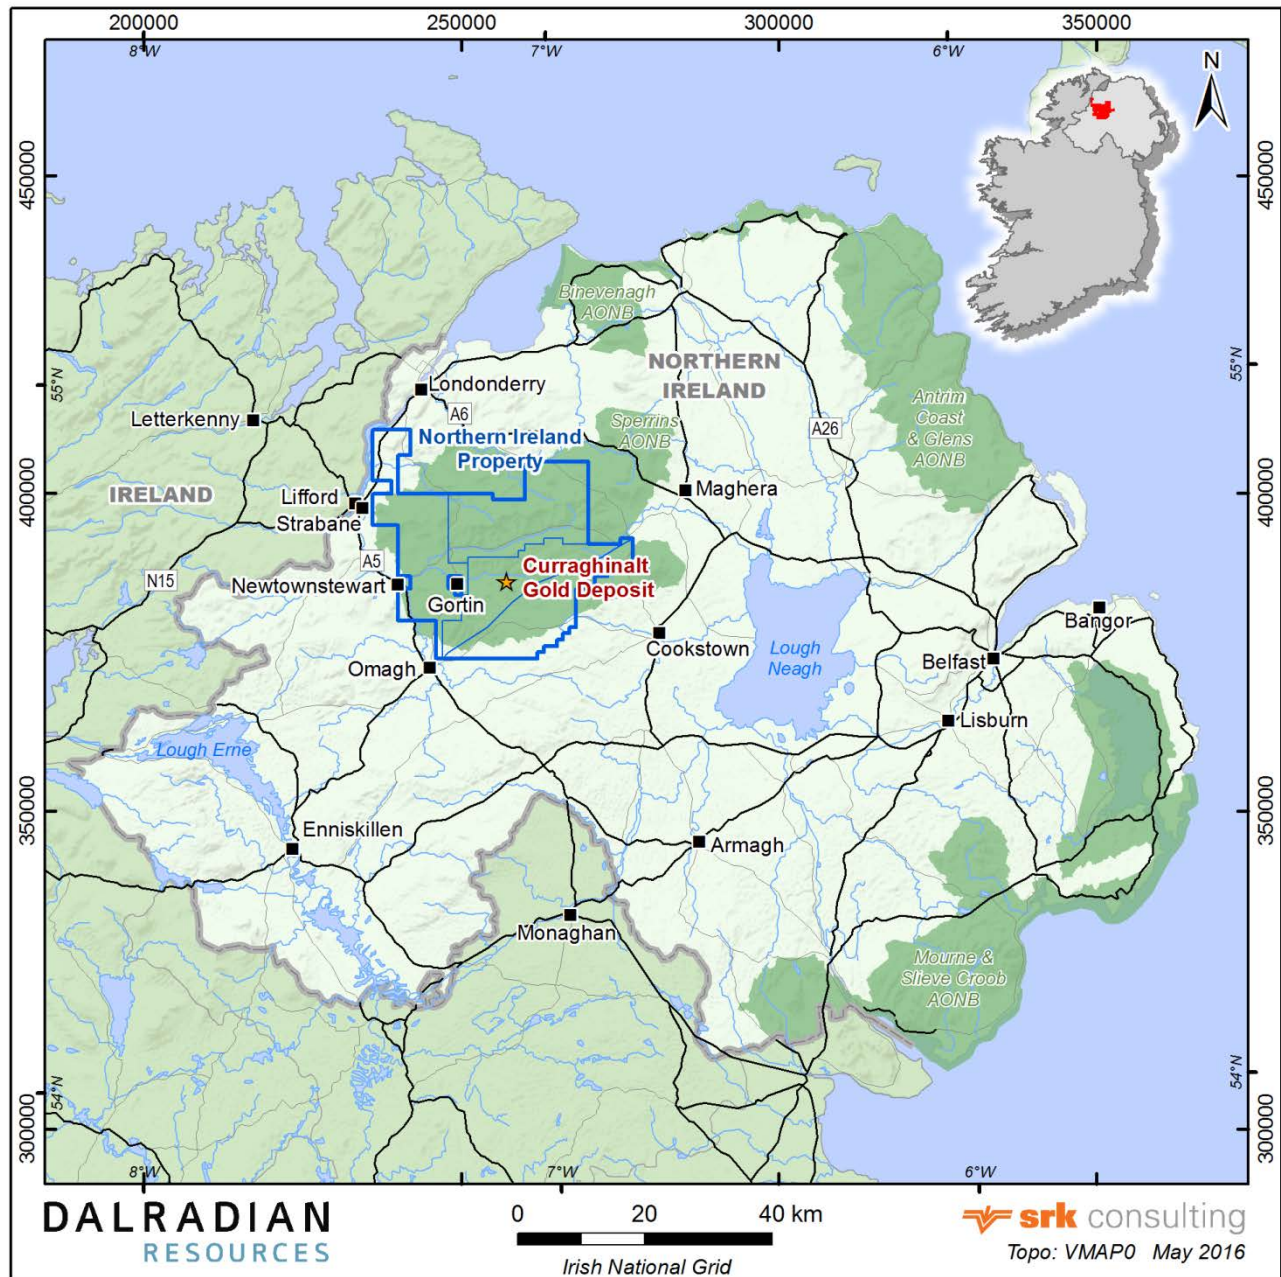 200000
250000
300000
350000
8°W
7°W
6°W
N
450000
450000
Binevenagh
AONB
NORTHERN
IRELAND
55°N
55°N
Londonderry
Letterkenny
A6
Sperrins
AONB
Antrim
Coast
& Glens
AONB
A26
Northern Ireland
Property
IRELAND
Lifford
Strabane
Maghera
400000
400000
A5
N15
Newtownstewart
Gortin
Curraghinalt
Gold Deposit
Bangor
Cookstown
Lough
Neagh
Belfast
Omagh
Lisburn
Lough Erne
350000
350000
Enniskillen
Armagh
Monaghan
Mourne &
Slieve Croob
AONB
54°N
54°N
300000
300000
8°W
7°W
6°W
DALRADIAN
RESOURCES
0 20 40 km
Irish National Grid
srk consulting
Topo: VMAP0 May 2016